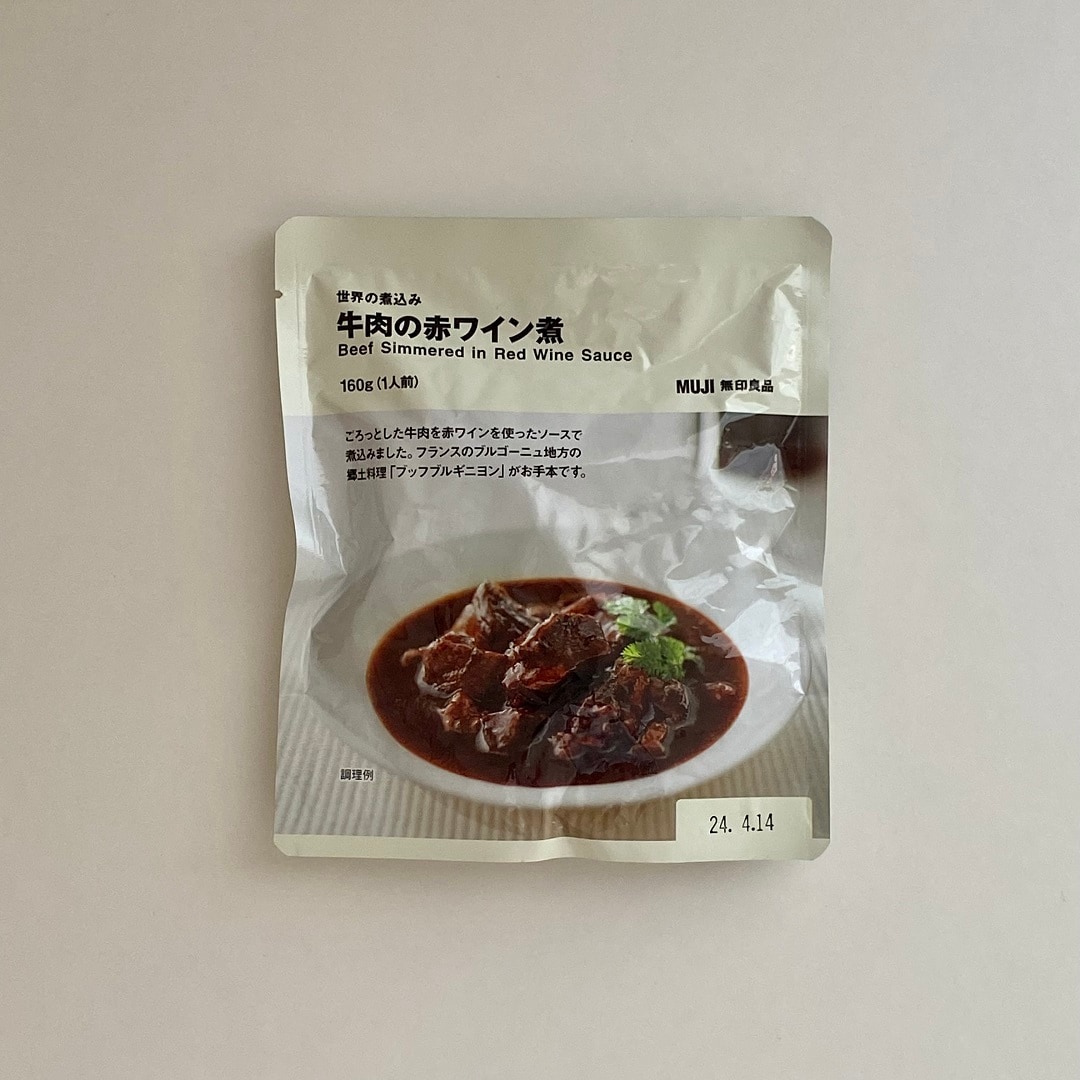 世界の煮込み
牛肉の赤ワイン煮
Beef Simmered in Red Wine Sauce
160g(1人前)
MUJI 無印良品
ごろっとした牛肉を赤ワインを使ったソースで
煮込みました。フランスのブルゴーニュ地方の
郷土料理「ブッフブルギニヨン」がお手本です。
調理例
24. 4.14